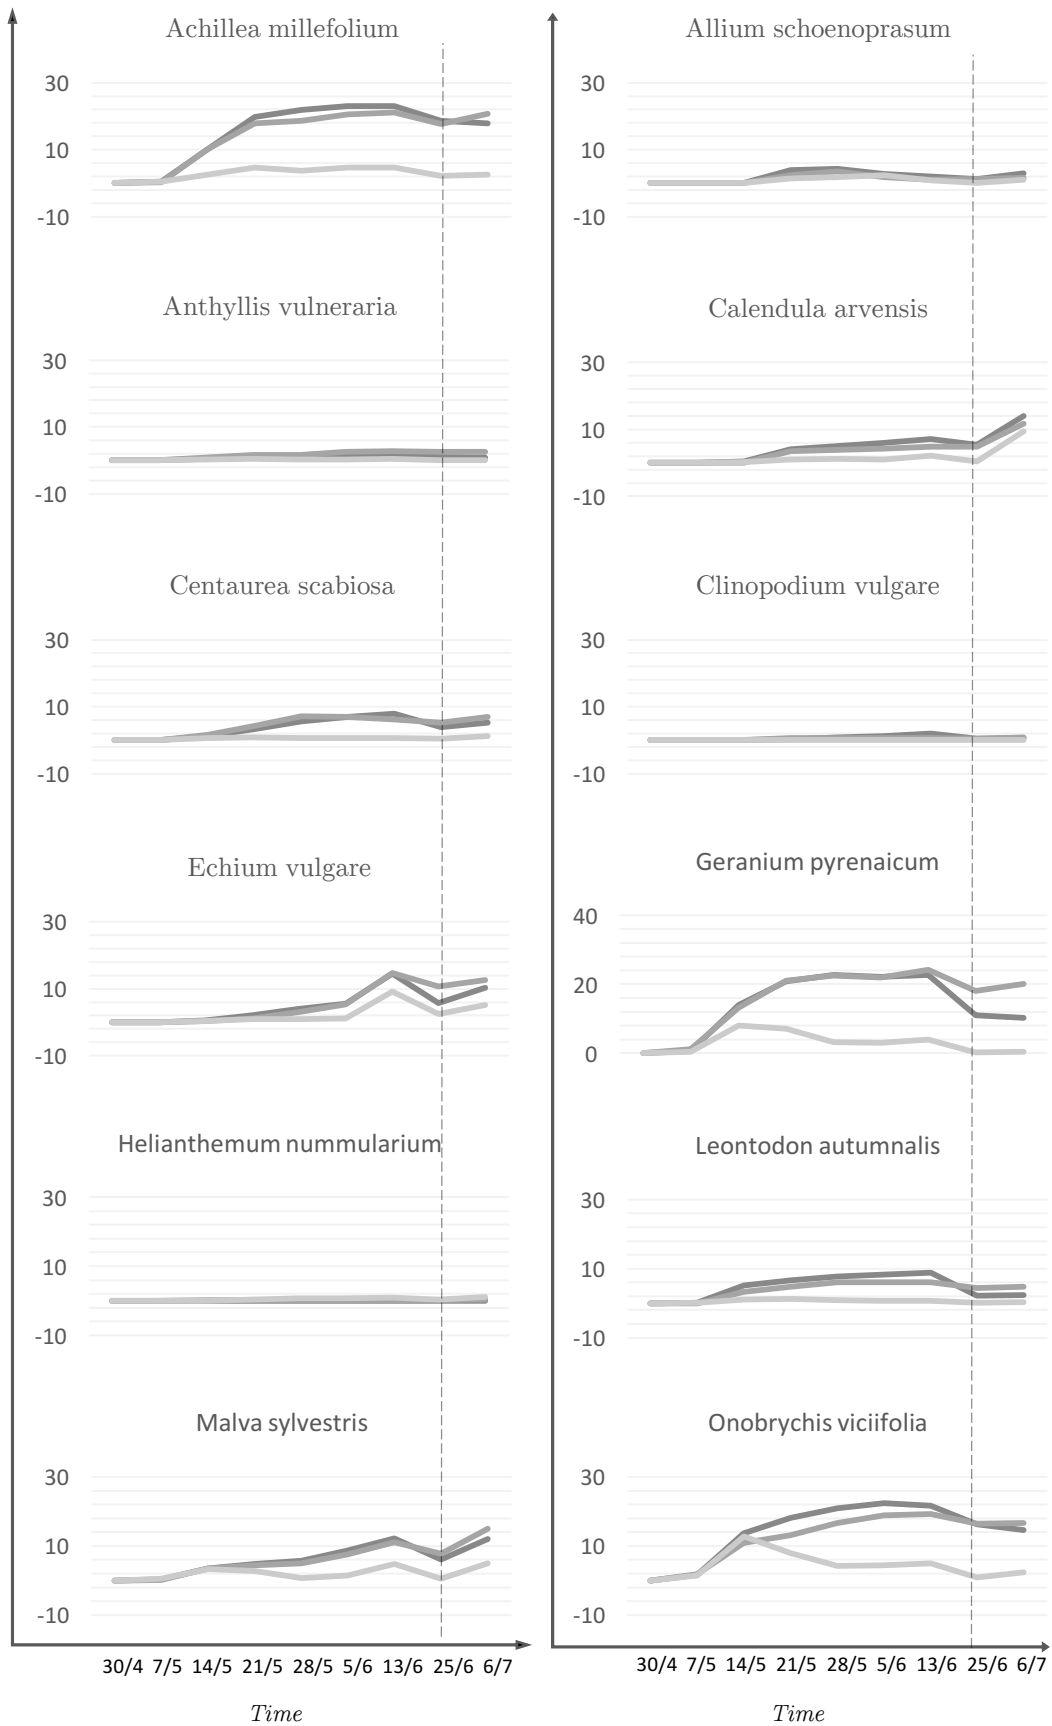 Achillea millefolium
30
10
-10
Allium schoenoprasum
30
10
-10
Anthyllis vulneraria
30
10
-10
Calendula arvensis
30
10
-10
Centaurea scabiosa
30
10
-10
Clinopodium vulgare
30
10
-10
Echium vulgare
30
10
-10
Geranium pyrenaicum
40
20
0
Helianthemum nummularium
30
10
-10
Leontodon autumnalis
30
10
-10
Malva sylvestris
30
10
-10
Onobrychis viciifolia
30
10
-10
30/4 7/5 14/5 21/5 28/5 5/6 13/6 25/6 6/7
Time
30/4 7/5 14/5 21/5 28/5 5/6 13/6 25/6 6/7
Time